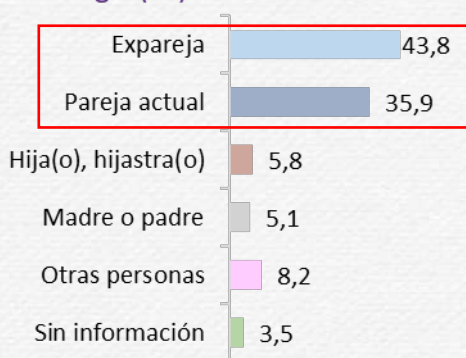 Expareja 43,8
Pareja actual 35,9
Hija(o), hijastra(o) 5,8
Madre o padre 5,1
Otras personas 8,2
Sin información 3,5